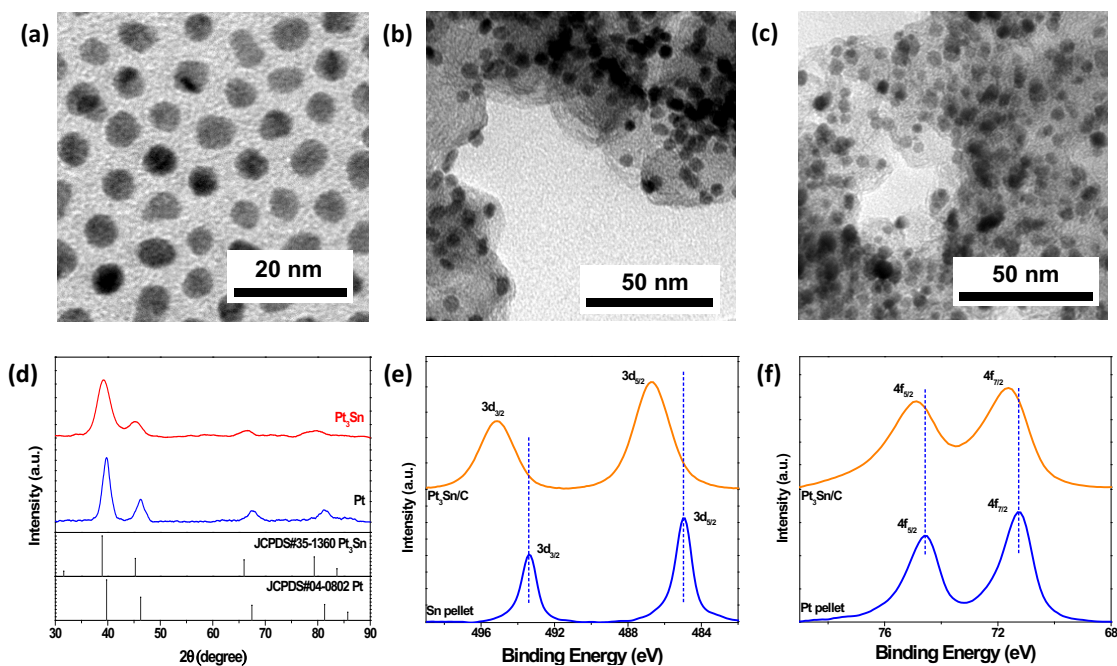 (a)
20 nm
(b)
50 nm
(c)
50 nm
(d)
Intensity (a.u.)
Pt₃Sn
Pt
JCPDS#35-1360 Pt₃Sn
JCPDS#04-0802 Pt
30 40 50 60 70 80 90
2θ (degree)
(e)
Intensity (a.u.)
3d₃/₂
3d₅/₂
Pt₃Sn/C
3d₃/₂
3d₅/₂
Sn pellet
496 492 488 484
Binding Energy (eV)
(f)
Intensity (a.u.)
4f₅/₂
4f₇/₂
Pt₃Sn/C
4f₅/₂
4f₇/₂
Pt pellet
76 72 68
Binding Energy (eV)